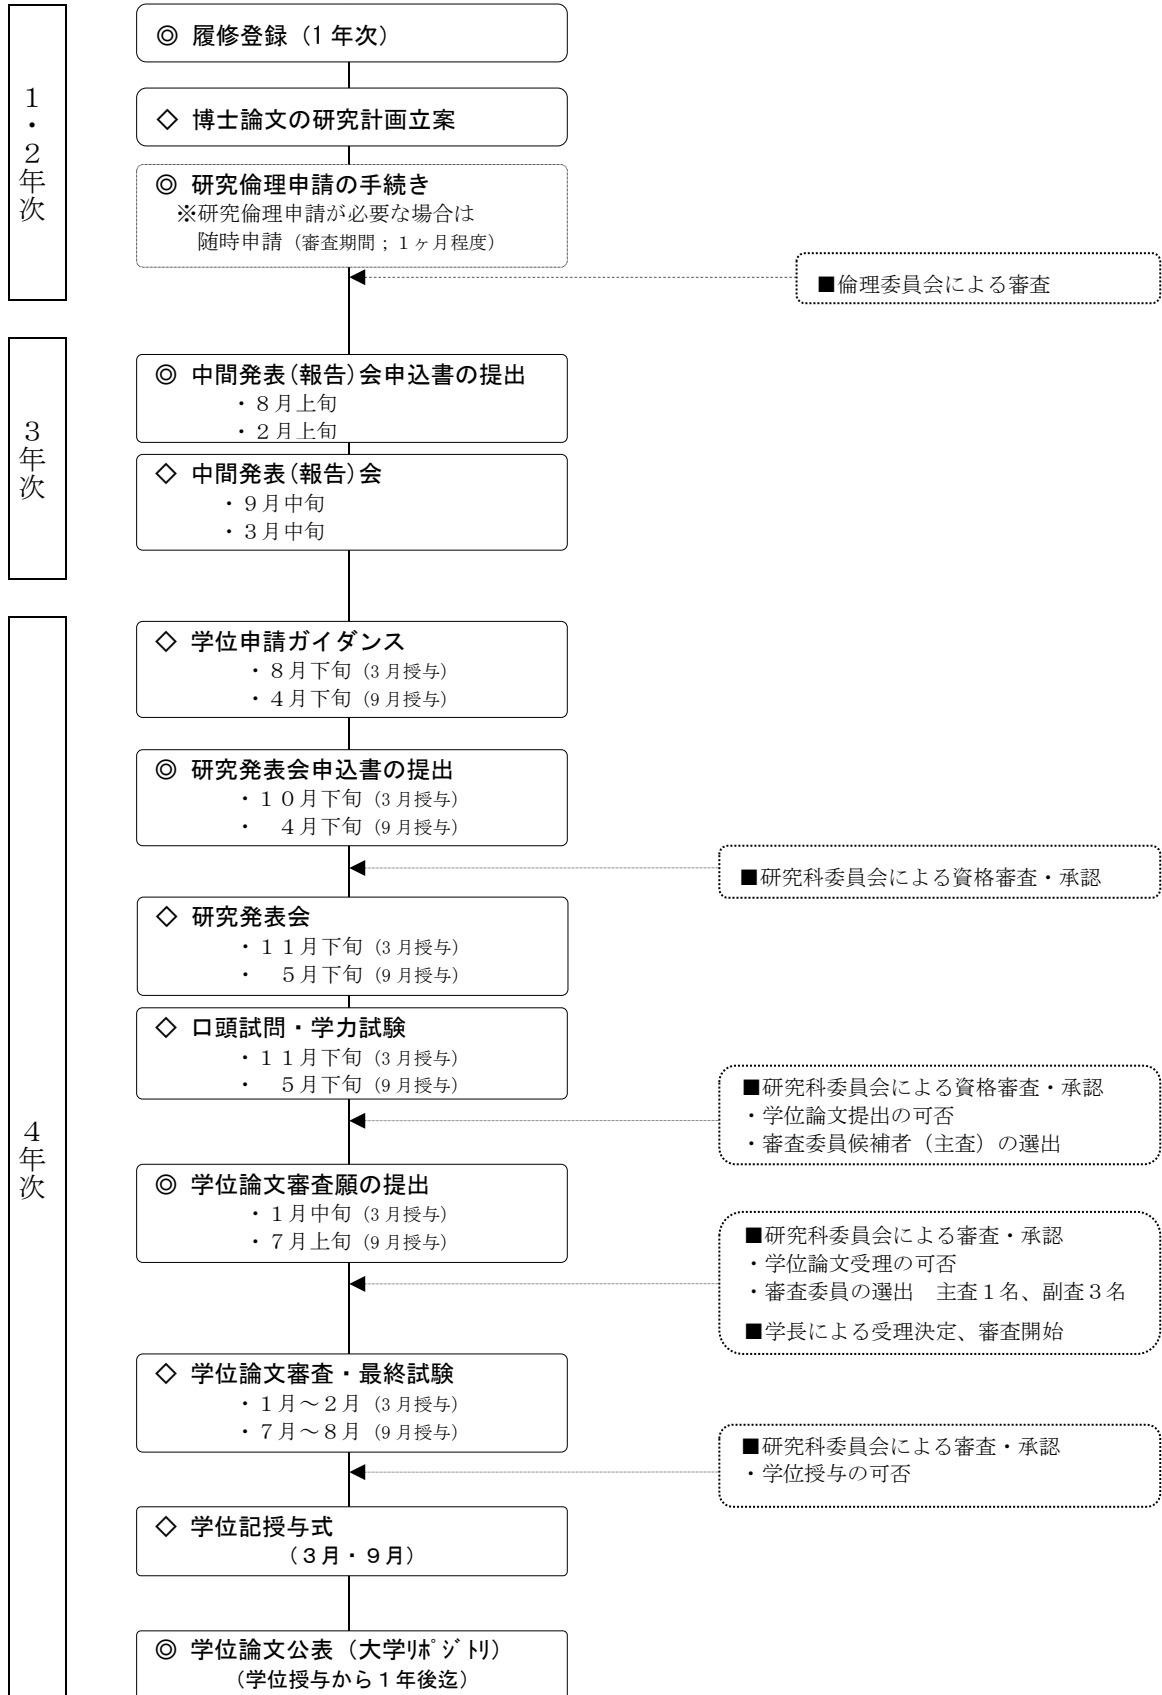 1・2年次
◎ 履修登録（1年次）
◇ 博士論文の研究計画立案
◎ 研究倫理申請の手続き
※研究倫理申請が必要な場合は
随時申請（審査期間；１ヶ月程度）
■倫理委員会による審査
３年次
◎ 中間発表(報告)会申込書の提出
・８月上旬
・２月上旬
◇ 中間発表(報告)会
・９月中旬
・３月中旬
４年次
◇ 学位申請ガイダンス
・８月下旬（3月授与）
・４月下旬（9月授与）
◎ 研究発表会申込書の提出
・１０月下旬（3月授与）
・　４月下旬（9月授与）
■研究科委員会による資格審査・承認
◇ 研究発表会
・１１月下旬（3月授与）
・　５月下旬（9月授与）
◇ 口頭試問・学力試験
・１１月下旬（3月授与）
・　５月下旬（9月授与）
■研究科委員会による資格審査・承認
・学位論文提出の可否
・審査委員候補者（主査）の選出
◎ 学位論文審査願の提出
・１月中旬（3月授与）
・７月上旬（9月授与）
■研究科委員会による審査・承認
・学位論文受理の可否
・審査委員の選出　主査１名、副査３名
■学長による受理決定、審査開始
◇ 学位論文審査・最終試験
・１月～２月（3月授与）
・７月～８月（9月授与）
■研究科委員会による審査・承認
・学位授与の可否
◇ 学位記授与式
（３月・９月）
◎ 学位論文公表（大学ﾘﾎﾟｼﾞﾄﾘ）
（学位授与から１年後迄）